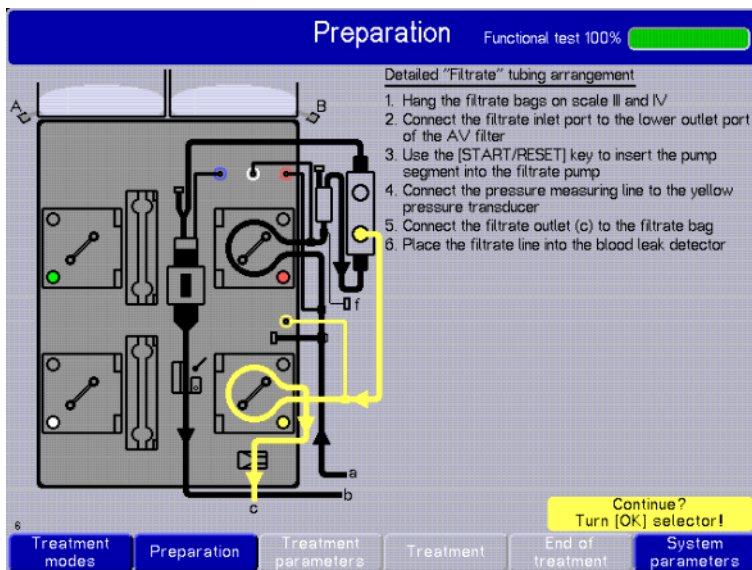 Preparation
Functional test 100%
Detailed "Filtrate" tubing arrangement
1. Hang the filtrate bags on scale III and IV
2. Connect the filtrate inlet port to the lower outlet port
of the AV filter
3. Use the [START/RESET] key to insert the pump
segment into the filtrate pump
4. Connect the pressure measuring line to the yellow
pressure transducer
5. Connect the filtrate outlet (c) to the filtrate bag
6. Place the filtrate line into the blood leak detector
A
B
f
a
b
c
Continue?
Turn [OK] selector!
6
Treatment
modes
Preparation
Treatment
parameters
Treatment
End of
treatment
System
parameters